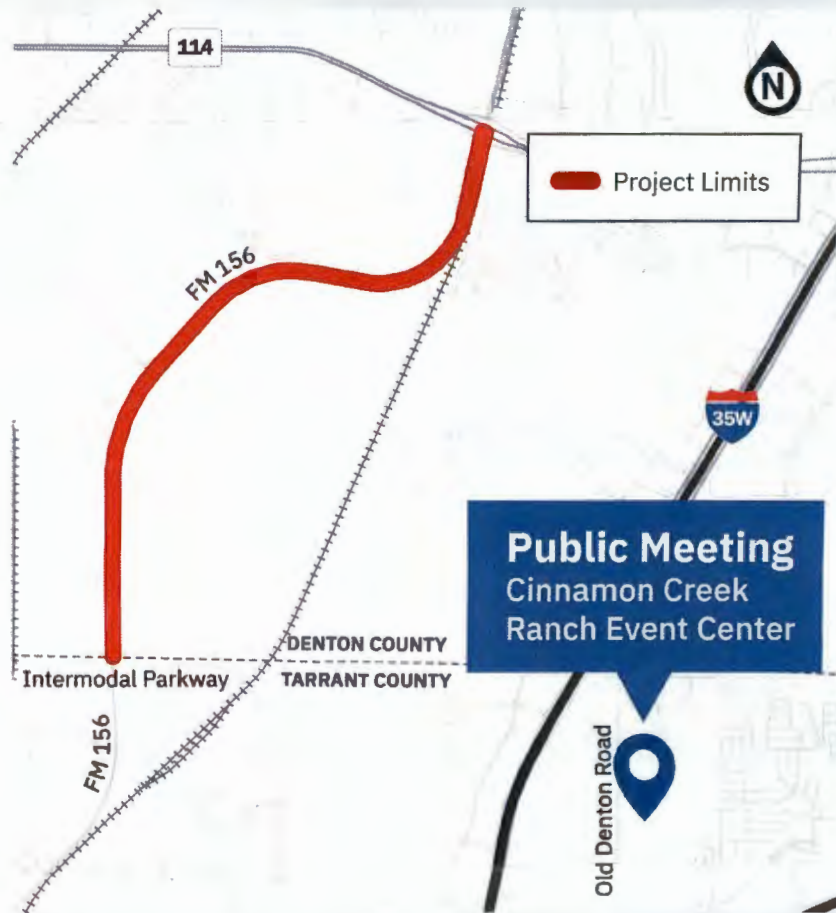 114
N
Project Limits
FM 156
35W
Public Meeting
Cinnamon Creek
Ranch Event Center
DENTON COUNTY
Intermodal Parkway
TARRANT COUNTY
FM 156
Old Denton Road